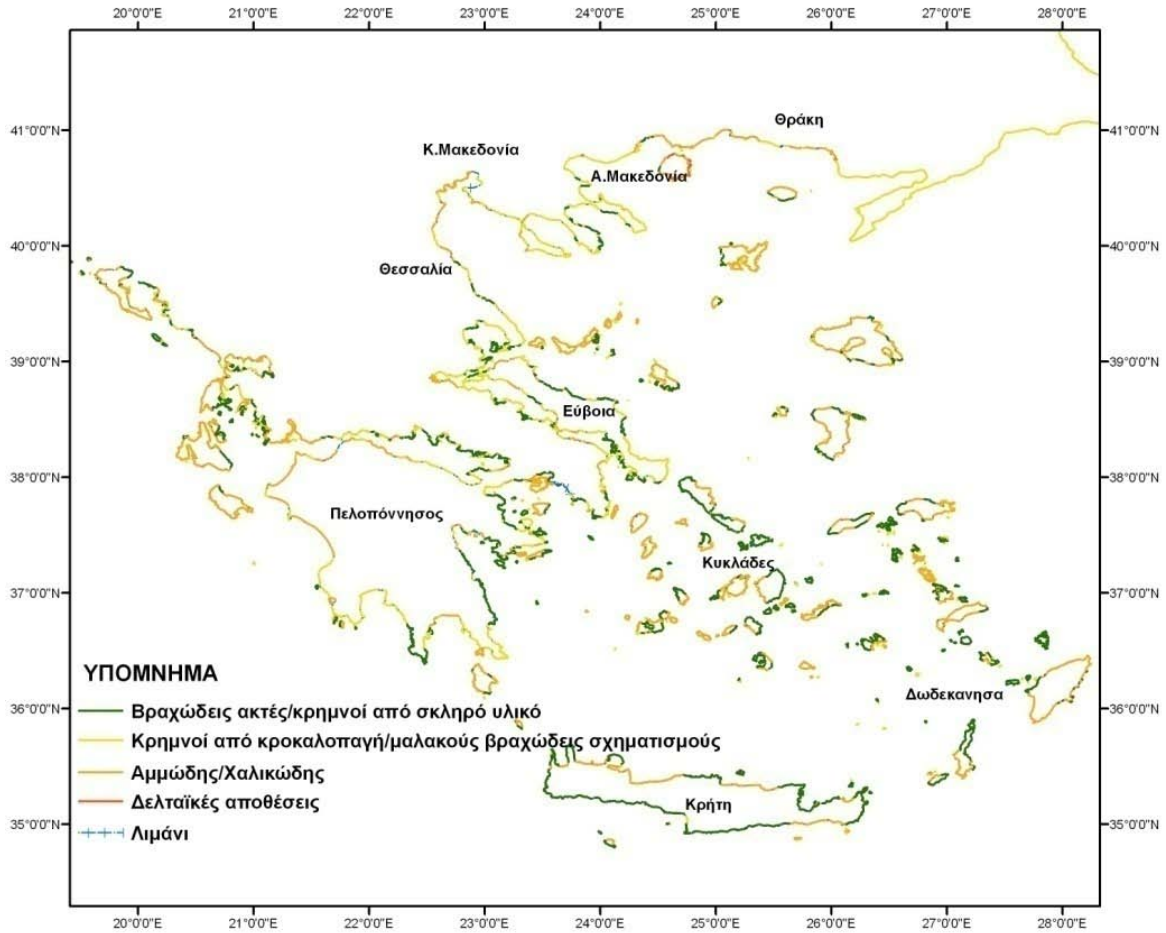 20°0'0"E 21°0'0"E 22°0'0"E 23°0'0"E 24°0'0"E 25°0'0"E 26°0'0"E 27°0'0"E 28°0'0"E
41°0'0"N 41°0'0"N
Θράκη
Κ.Μακεδονία
Α.Μακεδονία
40°0'0"N 40°0'0"N
Θεσσαλία
39°0'0"N 39°0'0"N
Εύβοια
38°0'0"N 38°0'0"N
Πελοπόννησος
Κυκλάδες
37°0'0"N 37°0'0"N
ΥΠΟΜΝΗΜΑ
Δωδεκανησα
36°0'0"N 36°0'0"N
Βραχώδεις ακτές/κρημνοί από σκληρό υλικό
Κρημνοί από κροκαλοπαγή/μαλακούς βραχώδεις σχηματισμούς
Αμμώδης/Χαλικώδης
Δελταϊκές αποθέσεις
Κρήτη
35°0'0"N 35°0'0"N
Λιμάνι
20°0'0"E 21°0'0"E 22°0'0"E 23°0'0"E 24°0'0"E 25°0'0"E 26°0'0"E 27°0'0"E 28°0'0"E